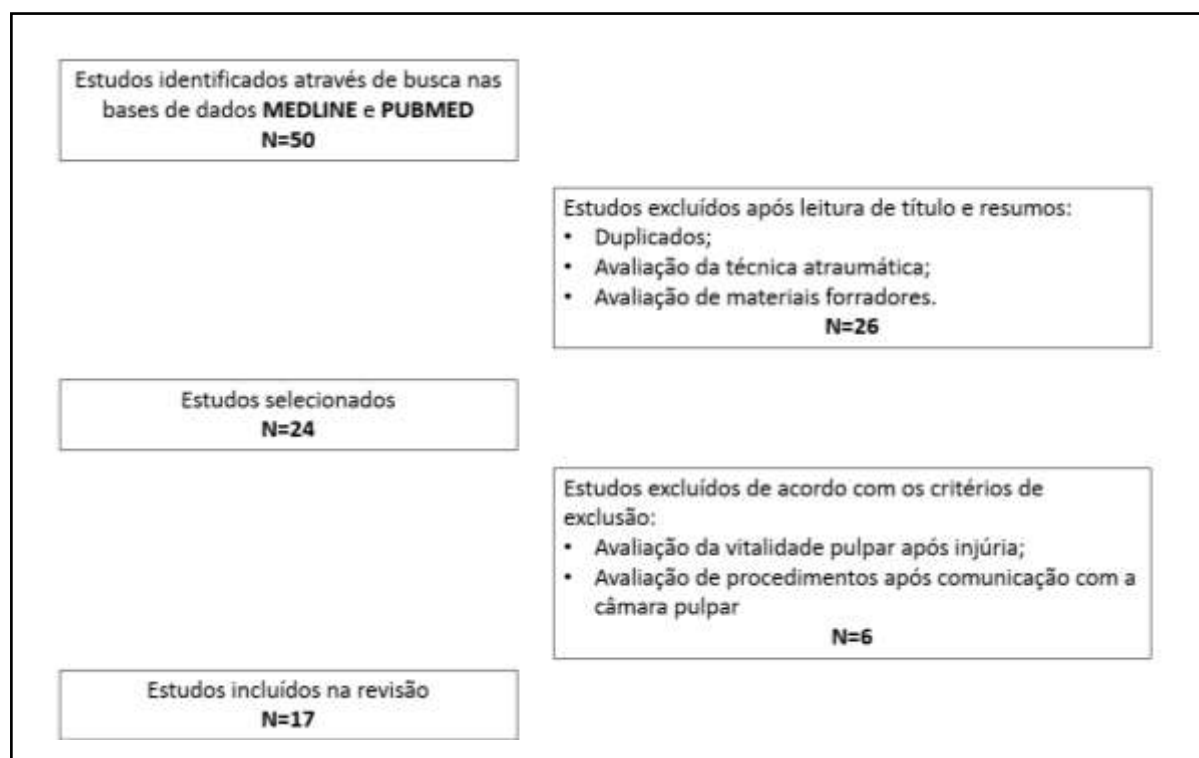 Estudos identificados através de busca nas
bases de dados MEDLINE e PUBMED
N=50
Estudos excluídos após leitura de título e resumos:
• Duplicados;
• Avaliação da técnica atraumática;
• Avaliação de materiais forradores.
N=26
Estudos selecionados
N=24
Estudos excluídos de acordo com os critérios de
exclusão:
• Avaliação da vitalidade pulpar após injúria;
• Avaliação de procedimentos após comunicação com a
câmara pulpar
N=6
Estudos incluídos na revisão
N=17